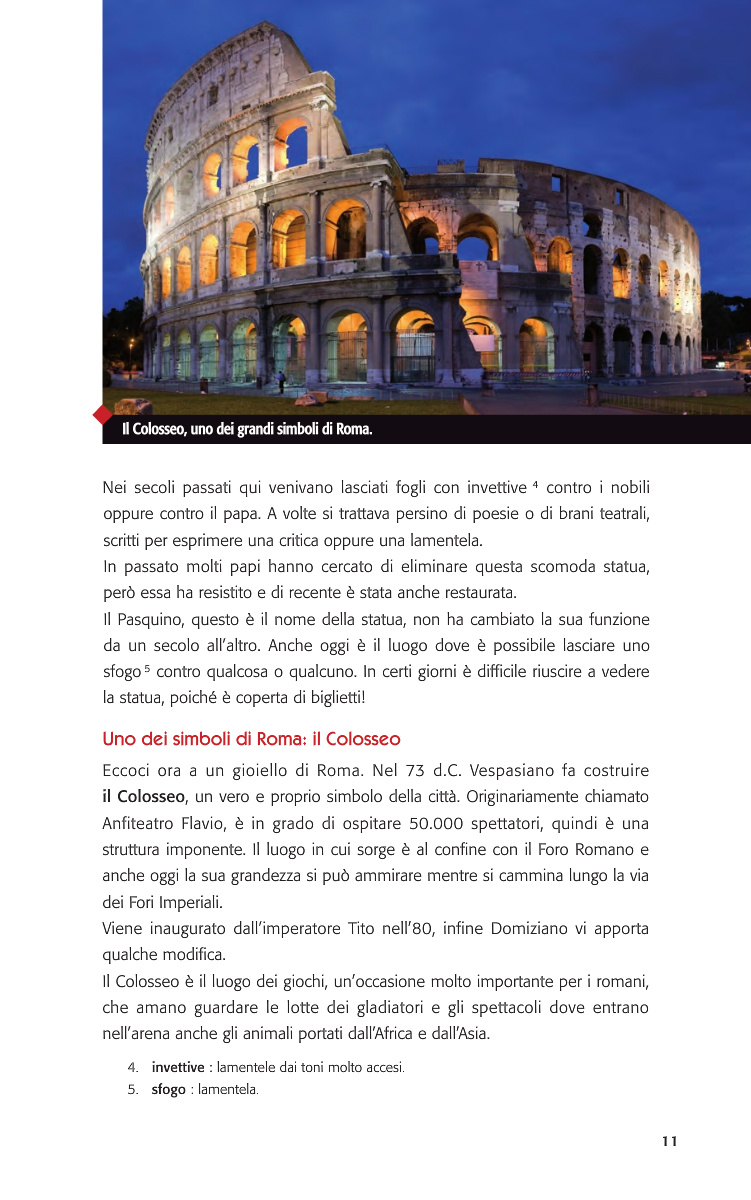 Il Colosseo, uno dei grandi simboli di Roma.
Nei secoli passati qui venivano lasciati fogli con invettive ⁴ contro i nobili
oppure contro il papa. A volte si trattava persino di poesie o di brani teatrali,
scritti per esprimere una critica oppure una lamentela.
In passato molti papi hanno cercato di eliminare questa scomoda statua,
però essa ha resistito e di recente è stata anche restaurata.
Il Pasquino, questo è il nome della statua, non ha cambiato la sua funzione
da un secolo all’altro. Anche oggi è il luogo dove è possibile lasciare uno
sfogo ⁵ contro qualcosa o qualcuno. In certi giorni è difficile riuscire a vedere
la statua, poiché è coperta di biglietti!
Uno dei simboli di Roma: il Colosseo
Eccoci ora a un gioiello di Roma. Nel 73 d.C. Vespasiano fa costruire
il Colosseo, un vero e proprio simbolo della città. Originariamente chiamato
Anfiteatro Flavio, è in grado di ospitare 50.000 spettatori, quindi è una
struttura imponente. Il luogo in cui sorge è al confine con il Foro Romano e
anche oggi la sua grandezza si può ammirare mentre si cammina lungo la via
dei Fori Imperiali.
Viene inaugurato dall’imperatore Tito nell’80, infine Domiziano vi apporta
qualche modifica.
Il Colosseo è il luogo dei giochi, un’occasione molto importante per i romani,
che amano guardare le lotte dei gladiatori e gli spettacoli dove entrano
nell’arena anche gli animali portati dall’Africa e dall’Asia.
4. invettive : lamentele dai toni molto accesi.
5. sfogo : lamentela.
11